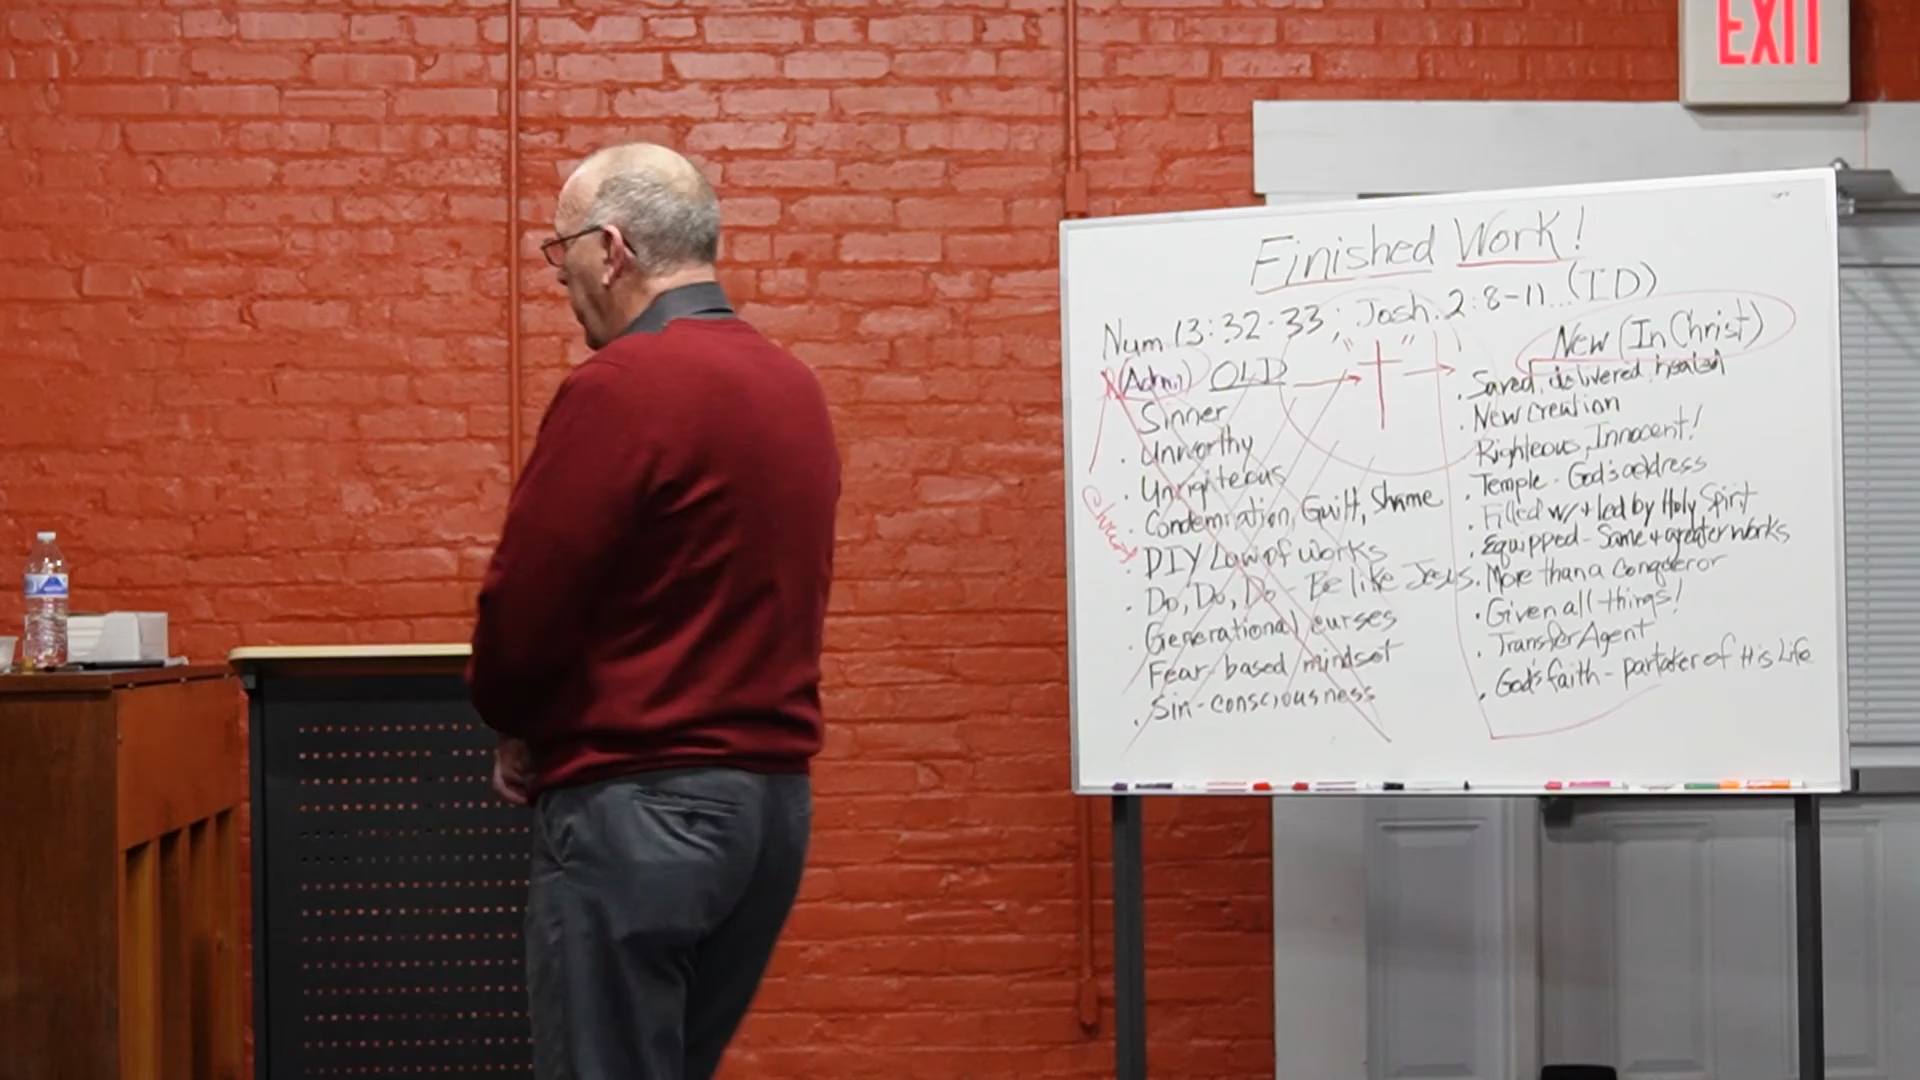 EXIT
Finished Work!
Num 13:32-33; Josh. 2:8-11 (ID)
(Adm.) OLD → " † " → New (In Christ)
Sinner
. Unworthy
. Unrighteous
. Condemnation, Guilt, Shame
. DIY Law of works
. Do, Do, Do - Be like Jesus
. Generational curses
Fear-based mindset
. Sin-consciousness
Christ
. Saved, delivered, healed
. New Creation
Righteous, Innocent!
. Temple - God's address
. Filled w/ + led by Holy Spirit
. Equipped - Same + greater works
. More than a Conqueror
. Given all things!
. Transfer Agent
. God's faith - partaker of His Life